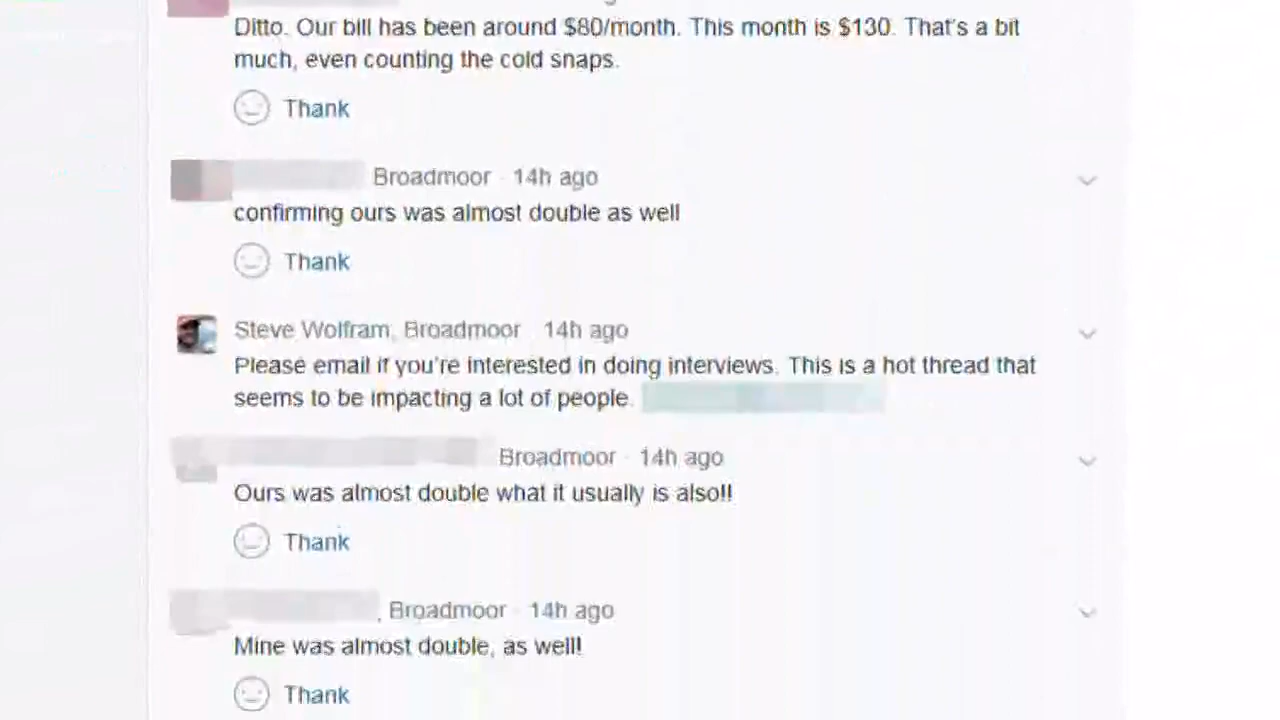 Ditto. Our bill has been around $80/month. This month is $130. That's a bit
much, even counting the cold snaps.
Thank
Broadmoor · 14h ago
confirming ours was almost double as well
Thank
Steve Wolfram, Broadmoor · 14h ago
Please email if you're interested in doing interviews. This is a hot thread that
seems to be impacting a lot of people.
Broadmoor · 14h ago
Ours was almost double what it usually is also!!
Thank
, Broadmoor · 14h ago
Mine was almost double, as well!
Thank